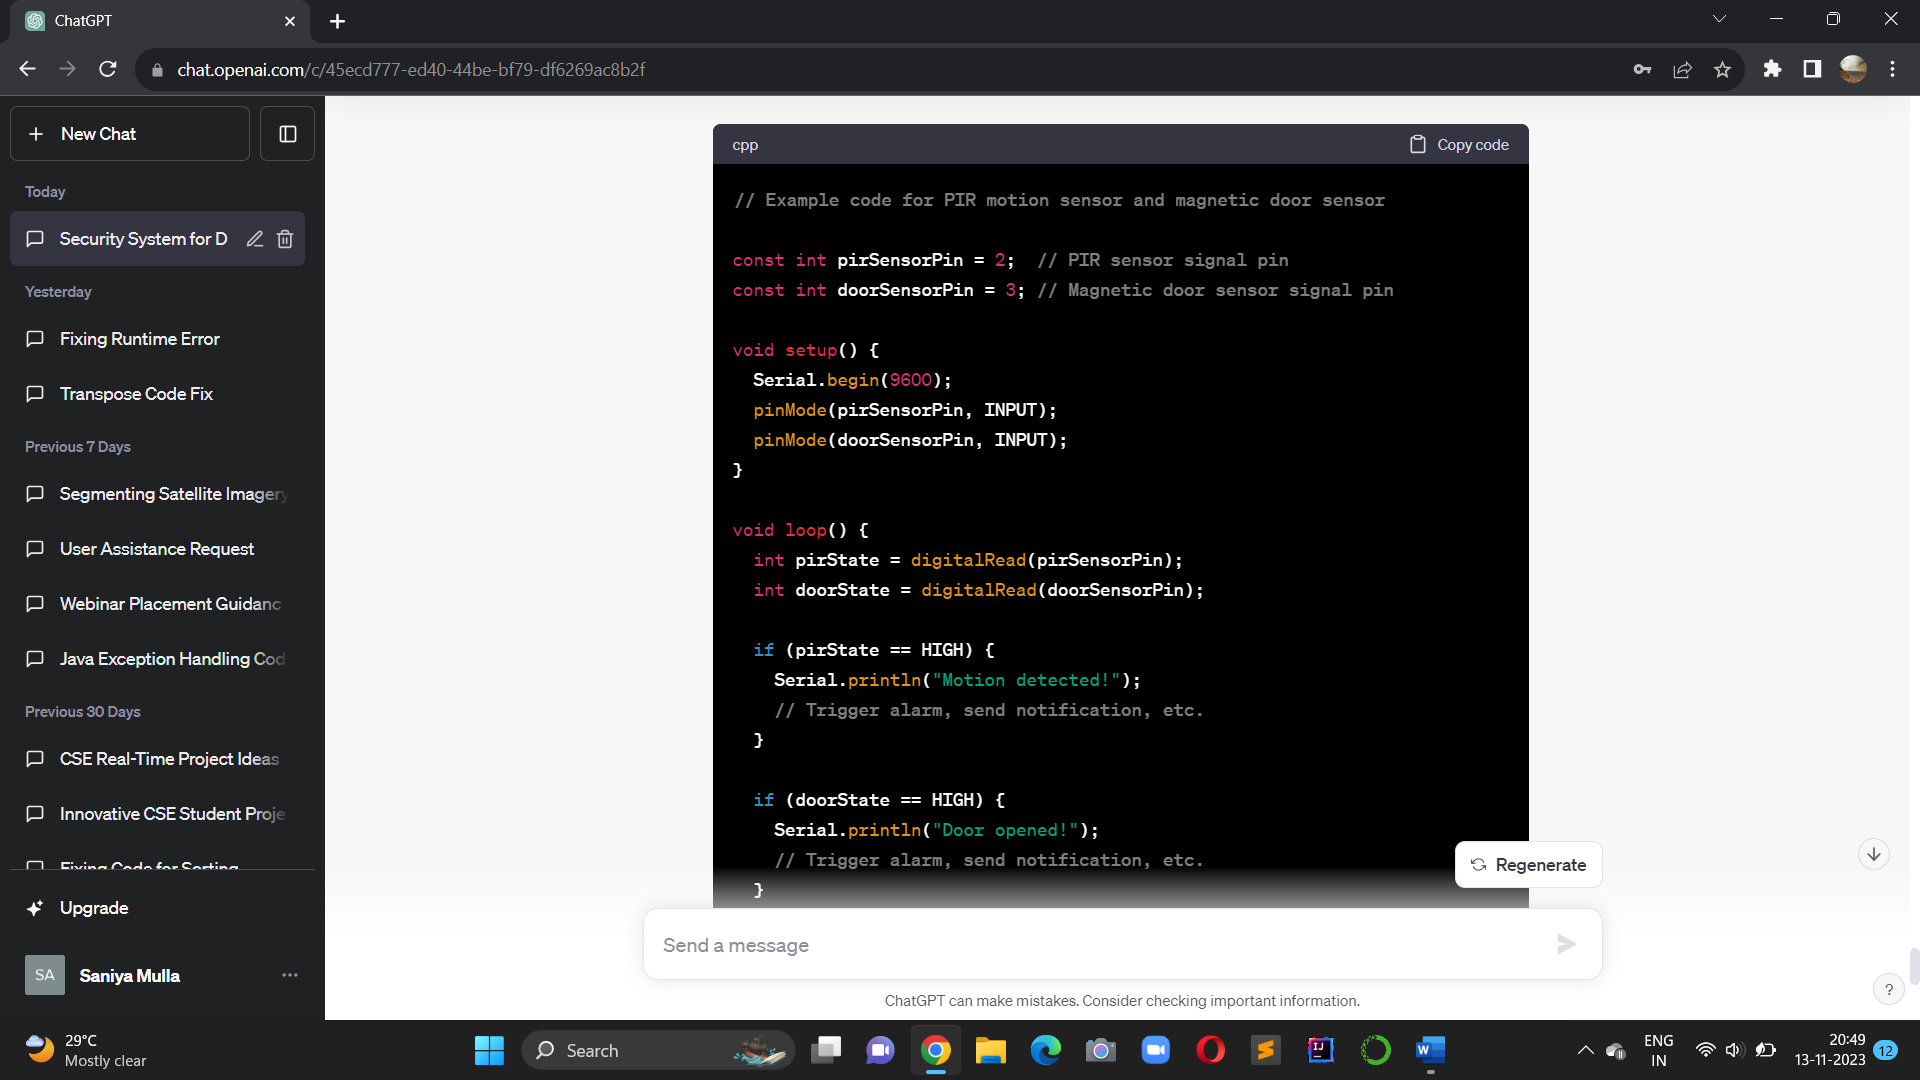 ChatGPT
chat.openai.com/c/45ecd777-ed40-44be-bf79-df6269ac8b2f
New Chat
Today
Security System for D
Yesterday
Fixing Runtime Error
Transpose Code Fix
Previous 7 Days
Segmenting Satellite Imagery
User Assistance Request
Webinar Placement Guidanc
Java Exception Handling Cod
Previous 30 Days
CSE Real-Time Project Ideas
Innovative CSE Student Proje
Fixing Code for Sorting
Upgrade
SA
Saniya Mulla
cpp
Copy code
// Example code for PIR motion sensor and magnetic door sensor
const int pirSensorPin = 2;  // PIR sensor signal pin
const int doorSensorPin = 3; // Magnetic door sensor signal pin
void setup() {
  Serial.begin(9600);
  pinMode(pirSensorPin, INPUT);
  pinMode(doorSensorPin, INPUT);
}
void loop() {
  int pirState = digitalRead(pirSensorPin);
  int doorState = digitalRead(doorSensorPin);
  if (pirState == HIGH) {
    Serial.println("Motion detected!");
    // Trigger alarm, send notification, etc.
  }
  if (doorState == HIGH) {
    Serial.println("Door opened!");
    // Trigger alarm, send notification, etc.
  }
Regenerate
Send a message
ChatGPT can make mistakes. Consider checking important information.
?
29°C
Mostly clear
Search
IJ
W
ENG
IN
20:49
13-11-2023
12